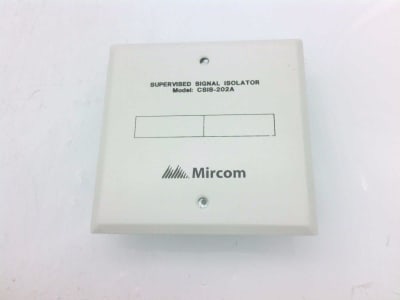 SUPERVISED SIGNAL ISOLATOR
Model: CSIS-202A
Mircom